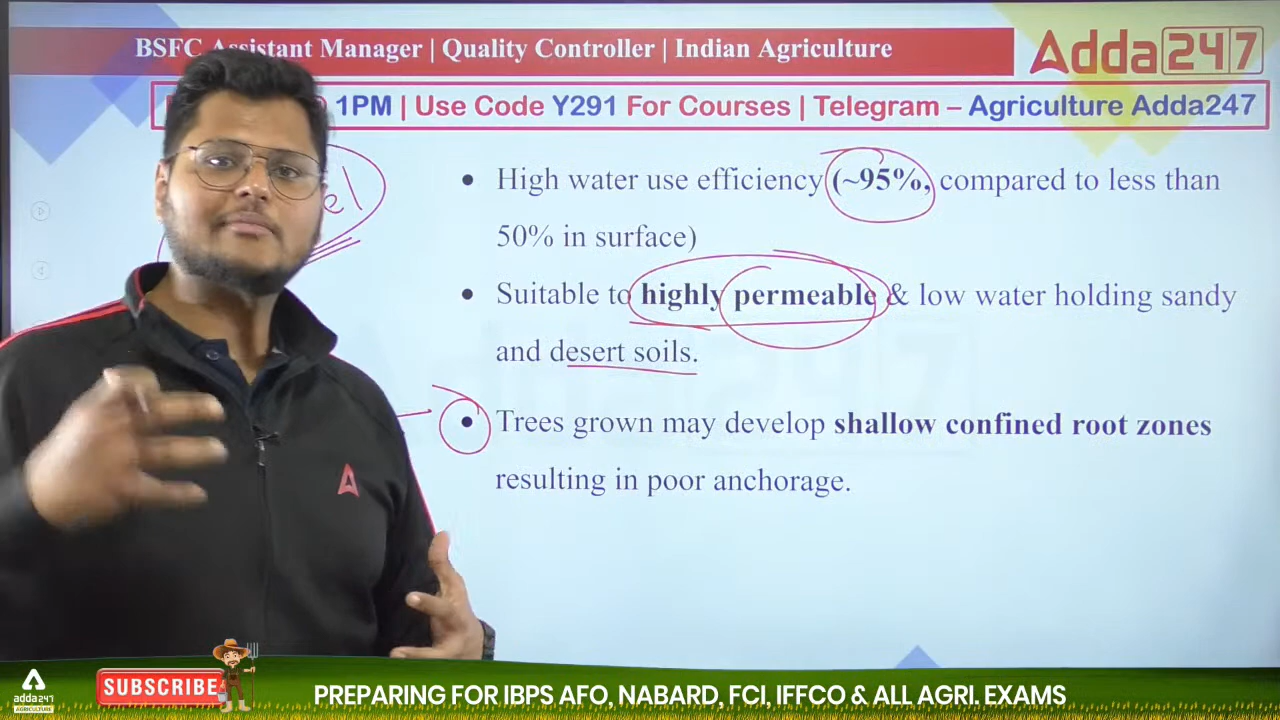 BSFC Assistant Manager | Quality Controller | Indian Agriculture
Adda247
1PM | Use Code Y291 For Courses | Telegram – Agriculture Adda247
• High water use efficiency (~95%, compared to less than
50% in surface)
• Suitable to highly permeable & low water holding sandy
and desert soils.
• Trees grown may develop shallow confined root zones
resulting in poor anchorage.
adda247
AGRICULTURE
SUBSCRIBE
PREPARING FOR IBPS AFO, NABARD, FCI, IFFCO & ALL AGRI. EXAMS